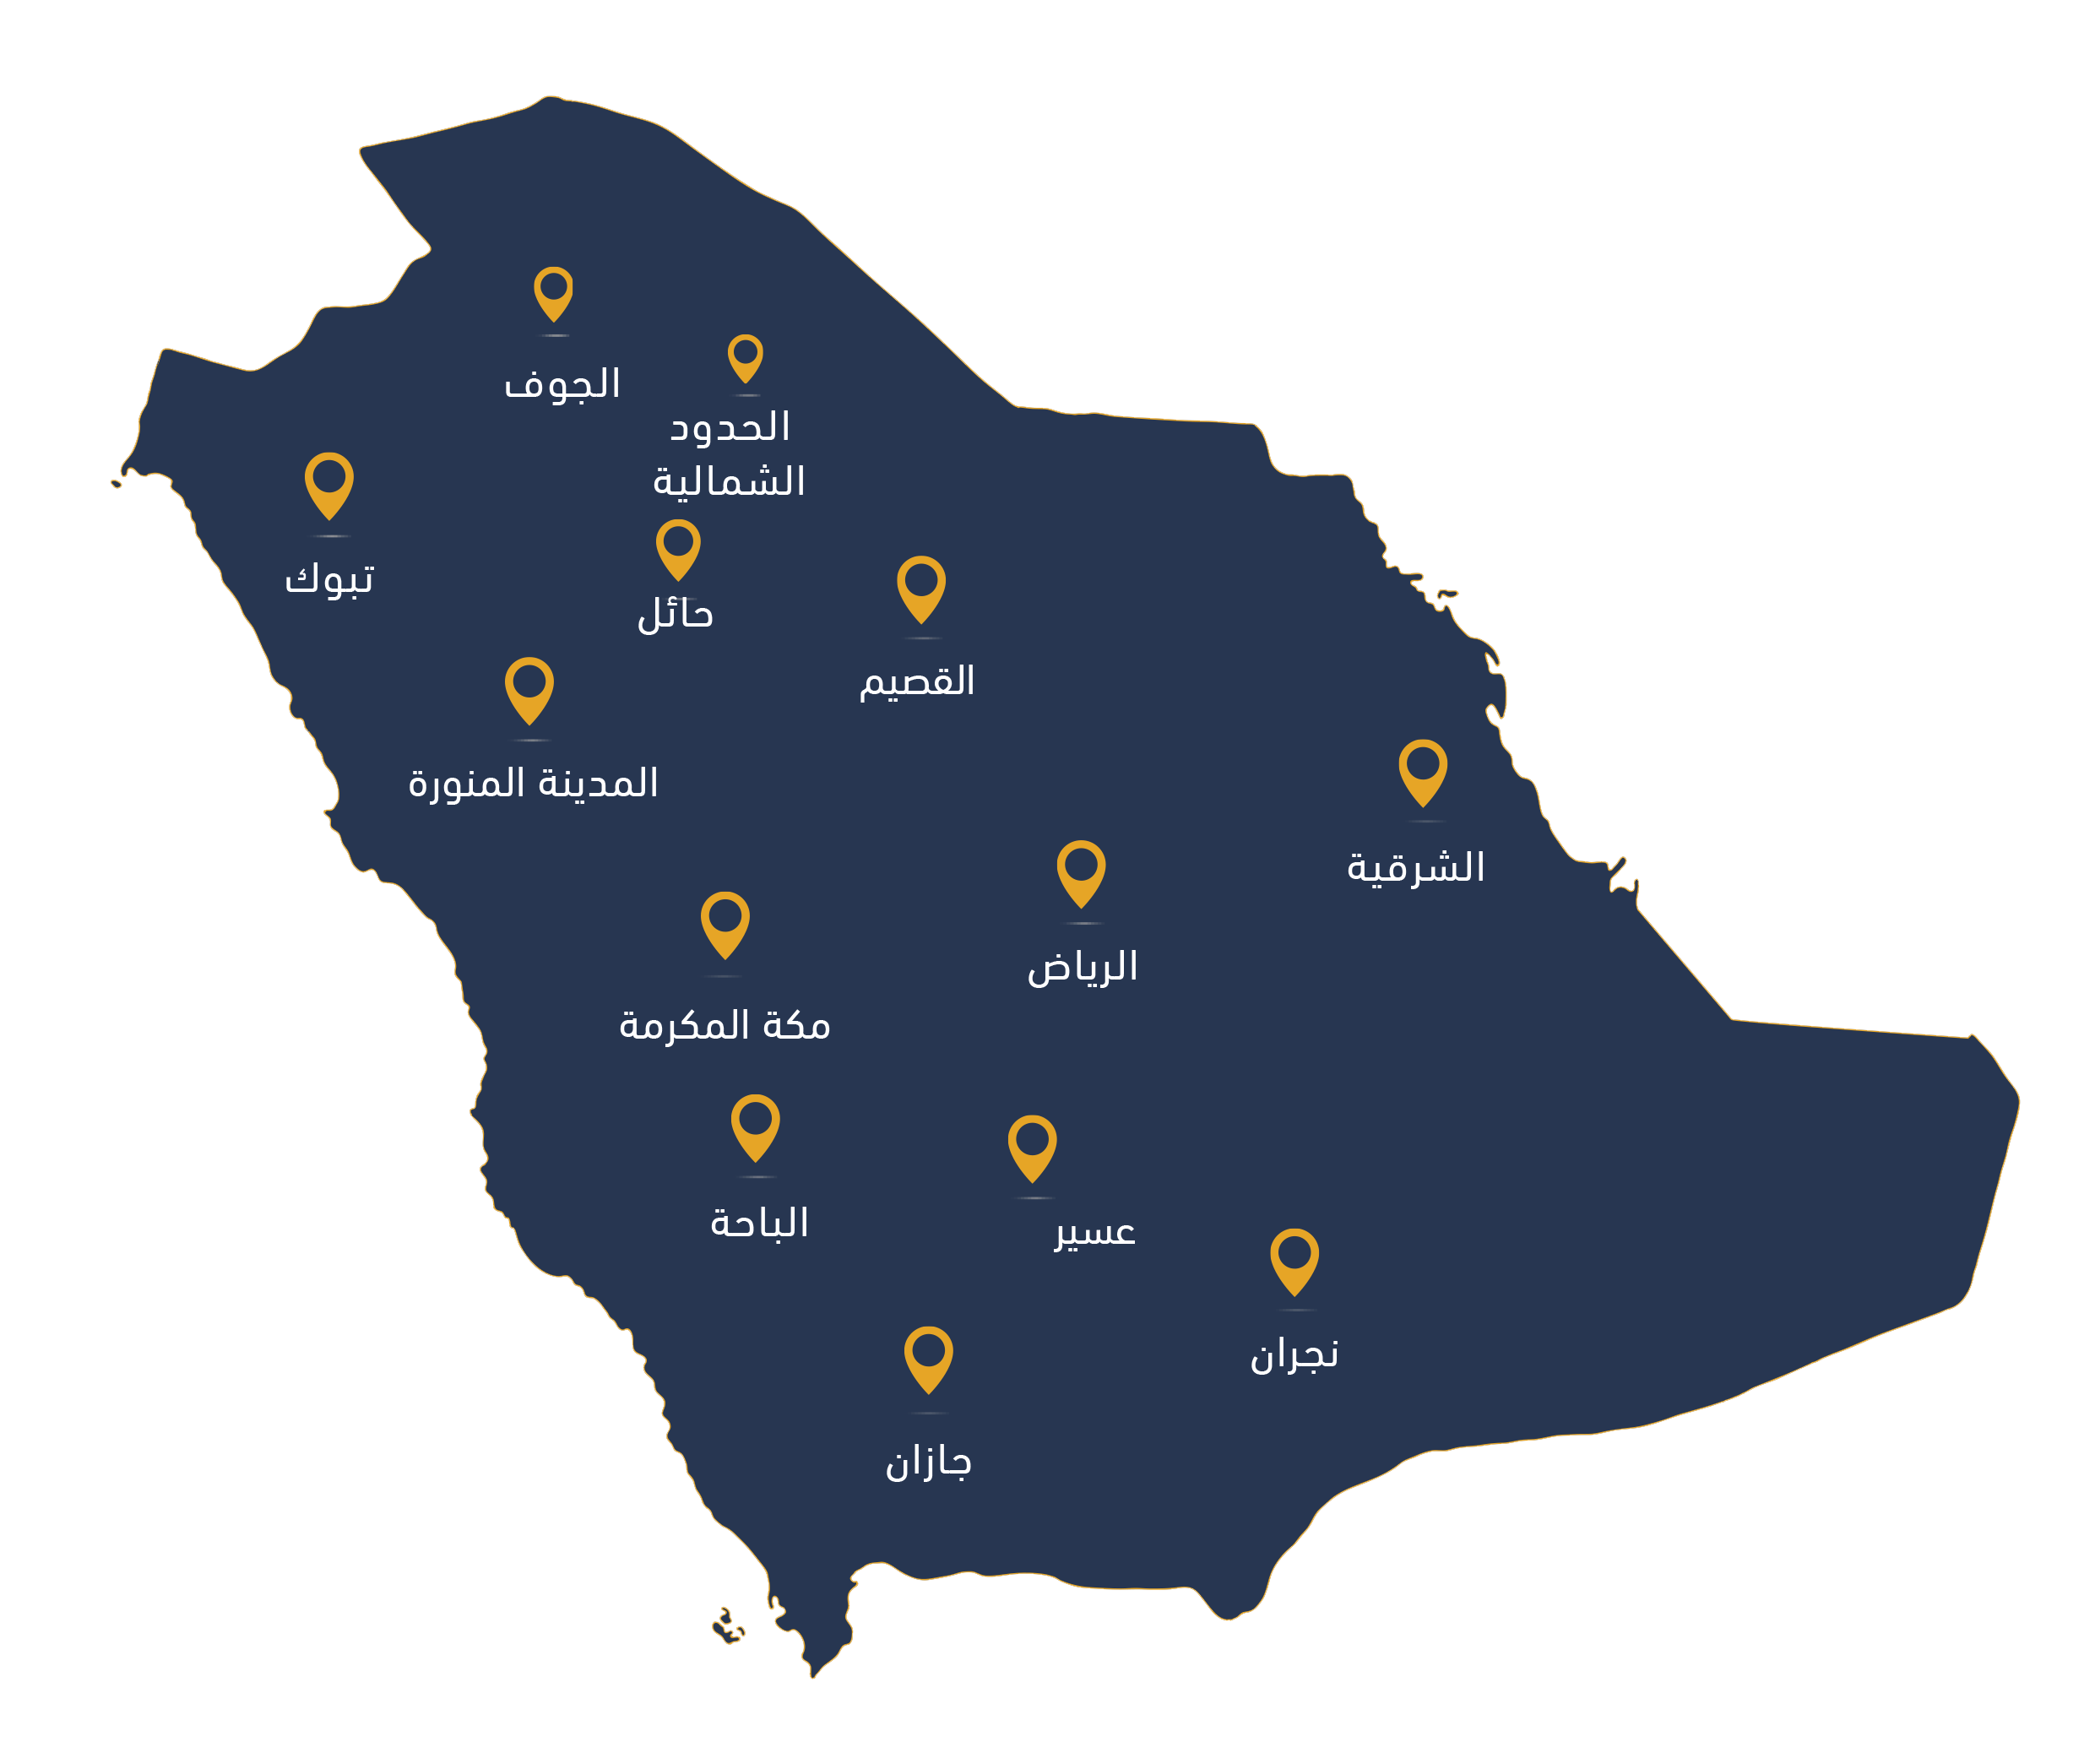 الجوف
الحدود
الشمالية
تبوك
حائل
القصيم
المدينة المنورة
الشرقية
الرياض
مكة المكرمة
الباحة
عسير
نجران
جازان